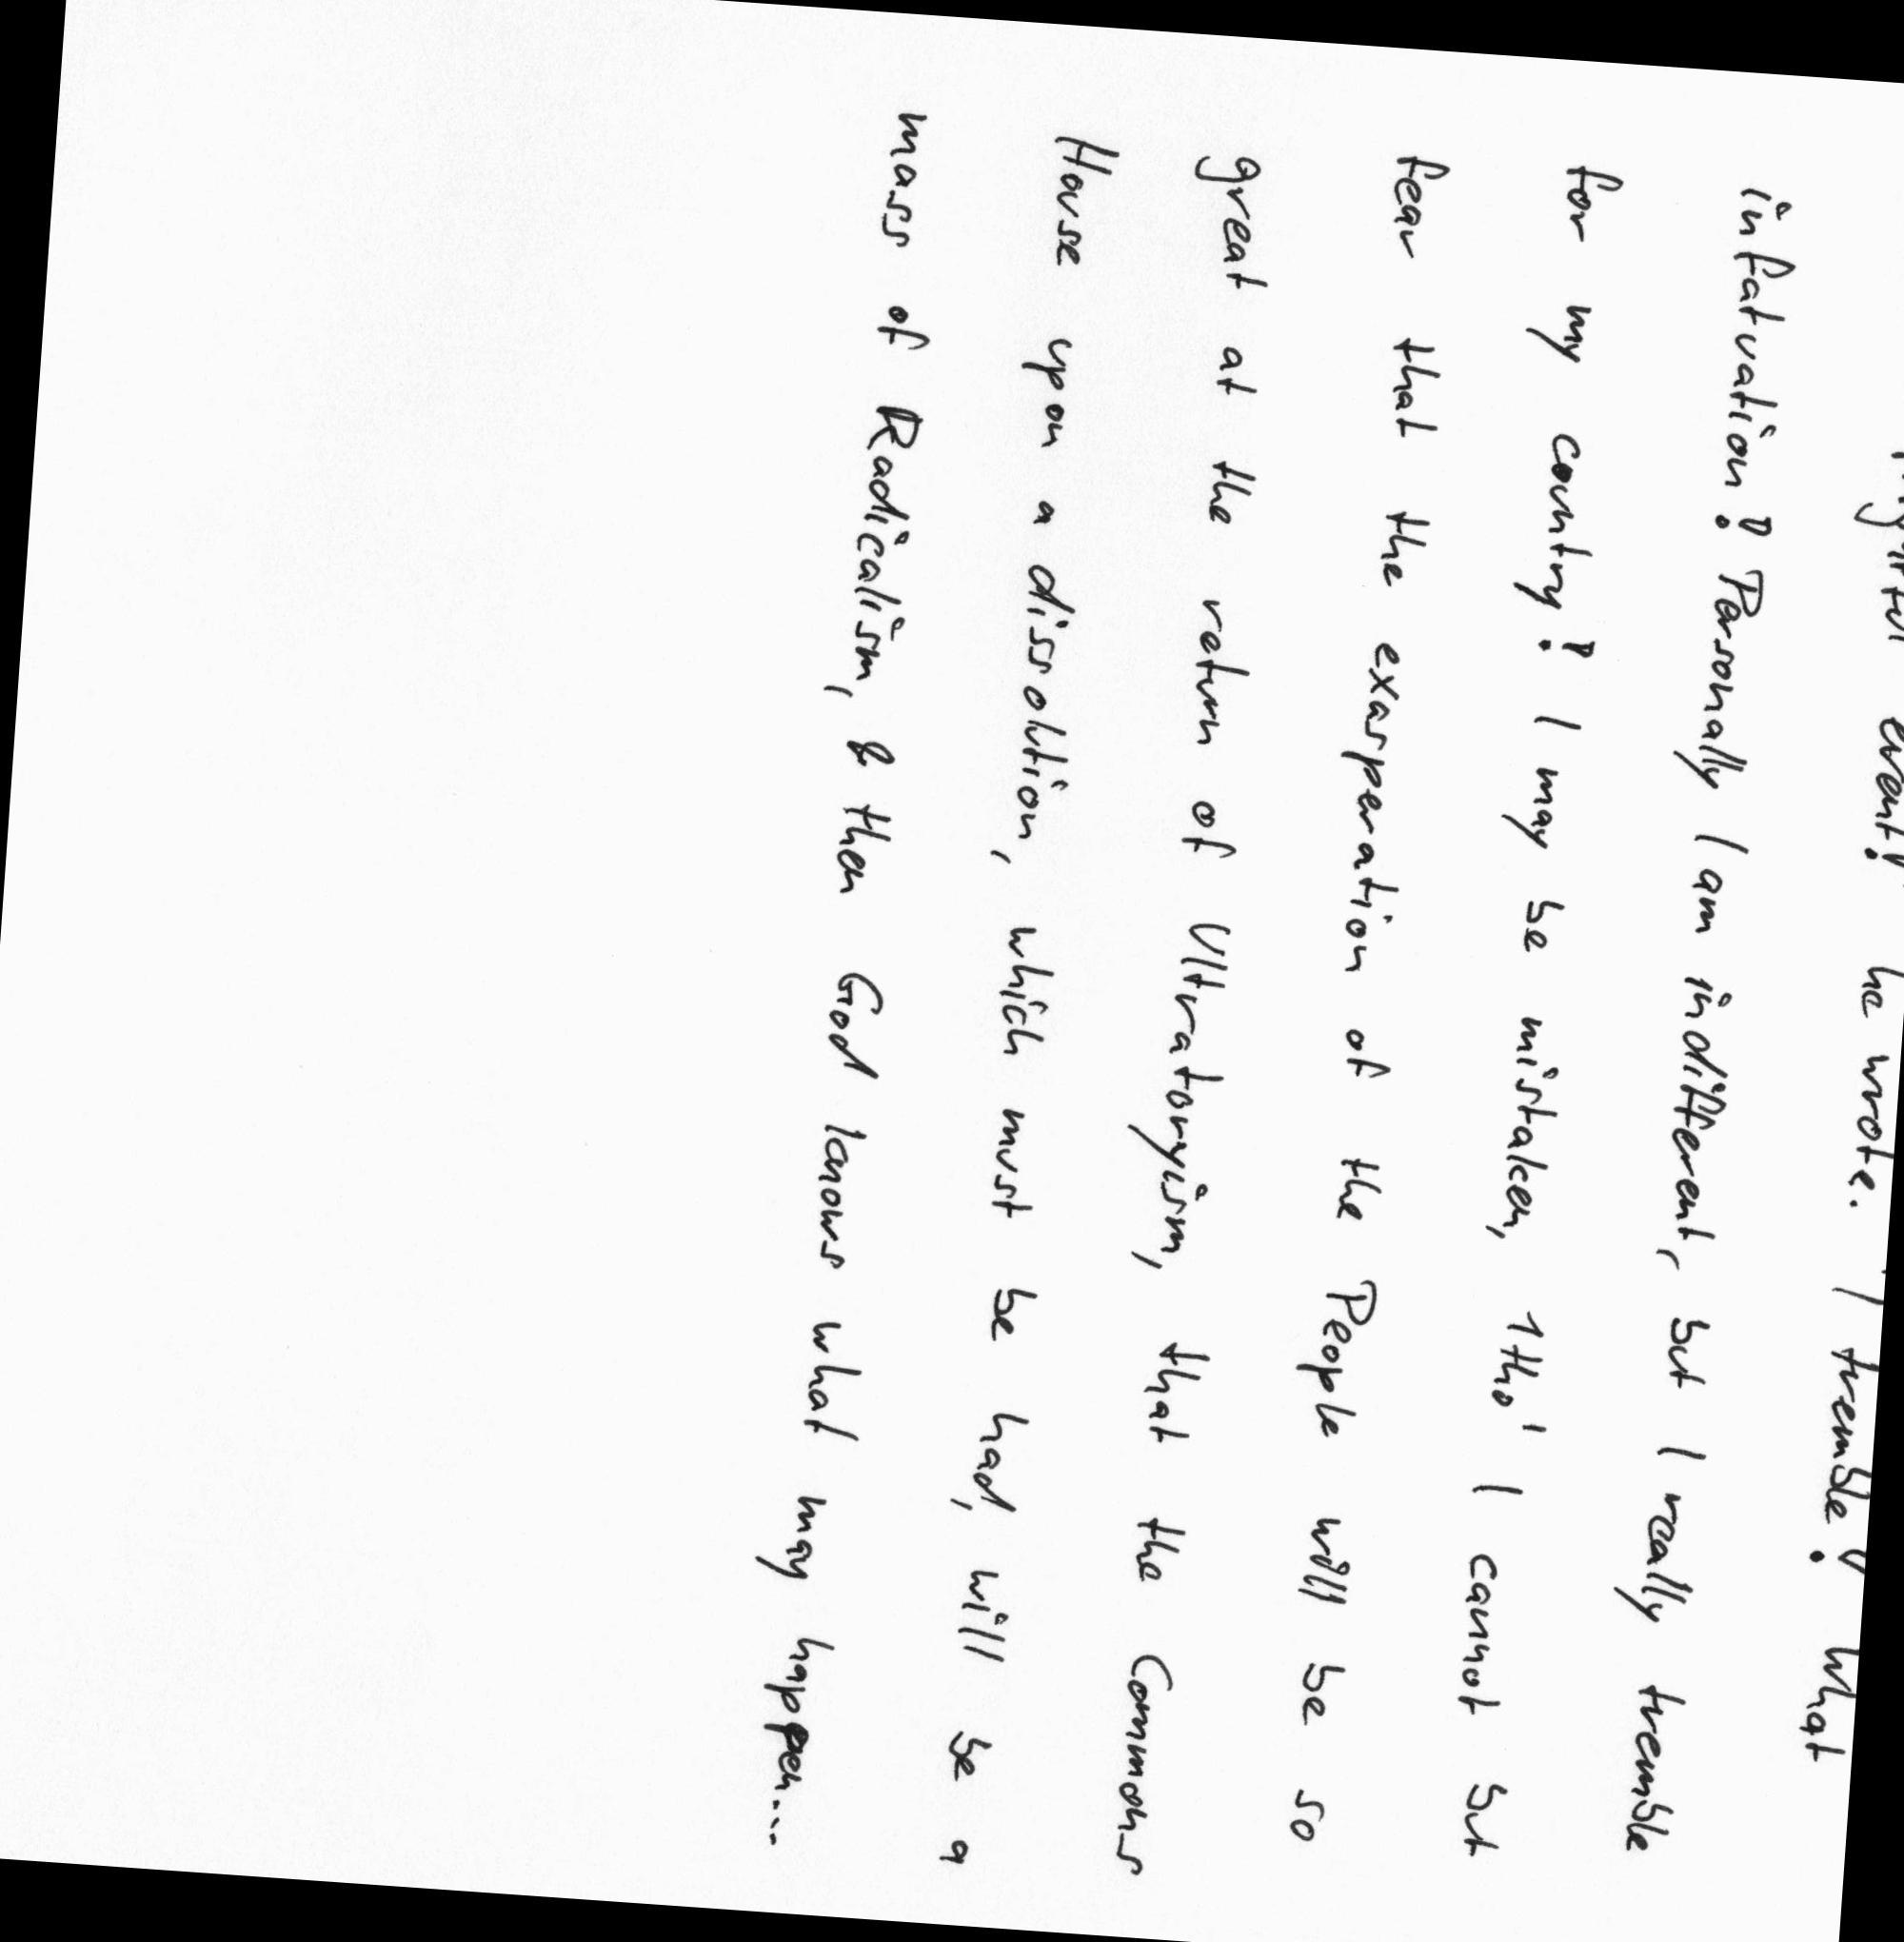 event! he wrote. 'I tremble! What
infatuation! Personally I am indifferent, but I really tremble
for my country! I may be mistaken, 'tho' I cannot but
fear that the exasperation of the People will be so
great at the return of Ultratoryism, that the Commons
House upon a dissolution, which must be had, will be a
mass of Radicalism, & then God knows what may happen...